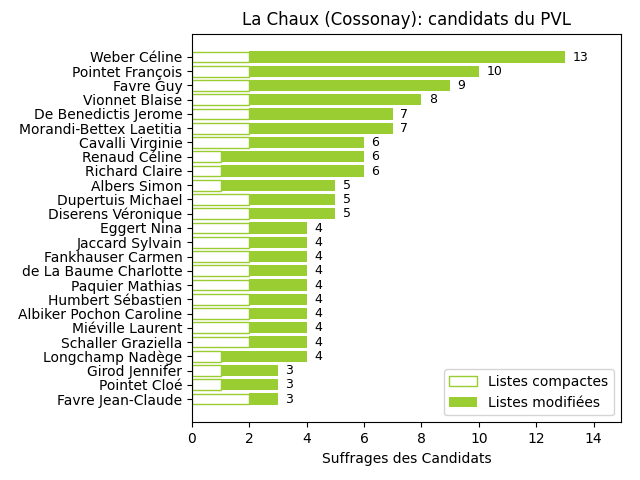 La Chaux (Cossonay): candidats du PVL
Weber Céline 13
Pointet François 10
Favre Guy 9
Vionnet Blaise 8
De Benedictis Jerome 7
Morandi-Bettex Laetitia 7
Cavalli Virginie 6
Renaud Céline 6
Richard Claire 6
Albers Simon 5
Dupertuis Michael 5
Diserens Véronique 5
Eggert Nina 4
Jaccard Sylvain 4
Fankhauser Carmen 4
de La Baume Charlotte 4
Paquier Mathias 4
Humbert Sébastien 4
Albiker Pochon Caroline 4
Miéville Laurent 4
Schaller Graziella 4
Longchamp Nadège 4
Girod Jennifer 3
Pointet Cloé 3
Favre Jean-Claude 3
Listes compactes
Listes modifiées
0 2 4 6 8 10 12 14
Suffrages des Candidats